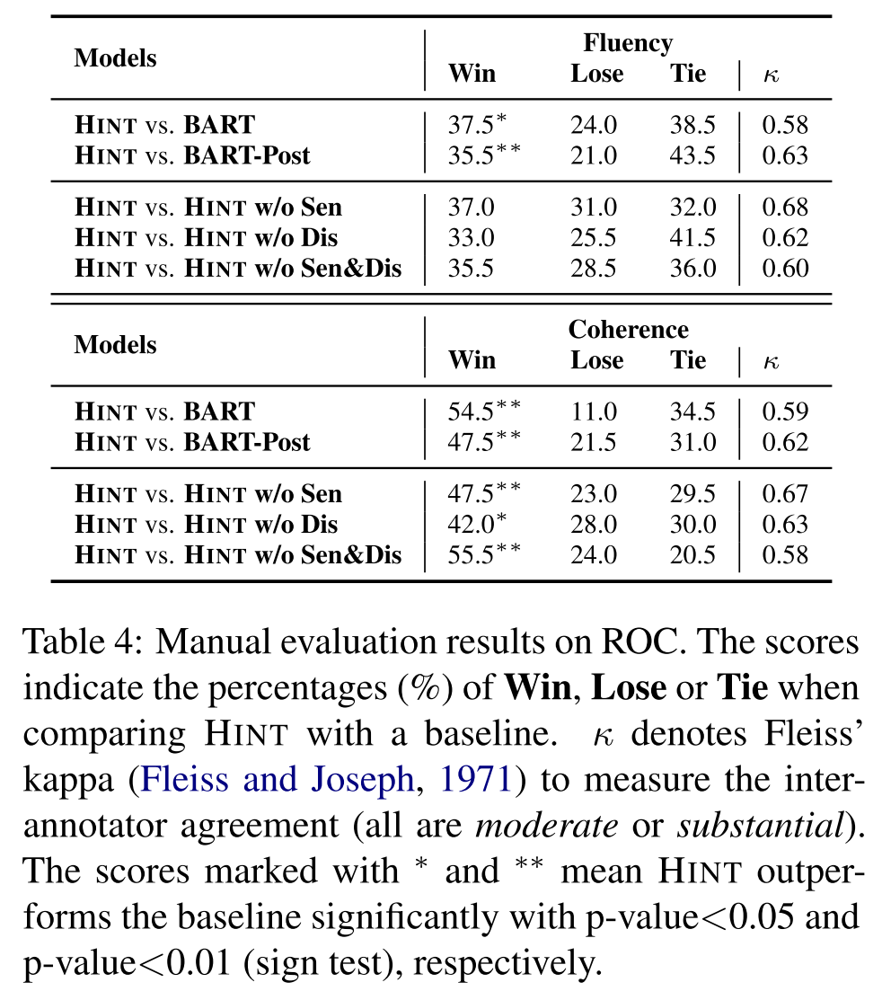 Models Fluency
Win Lose Tie κ
HINT vs. BART 37.5* 24.0 38.5 0.58
HINT vs. BART-Post 35.5** 21.0 43.5 0.63
HINT vs. HINT w/o Sen 37.0 31.0 32.0 0.68
HINT vs. HINT w/o Dis 33.0 25.5 41.5 0.62
HINT vs. HINT w/o Sen&Dis 35.5 28.5 36.0 0.60
Models Coherence
Win Lose Tie κ
HINT vs. BART 54.5** 11.0 34.5 0.59
HINT vs. BART-Post 47.5** 21.5 31.0 0.62
HINT vs. HINT w/o Sen 47.5** 23.0 29.5 0.67
HINT vs. HINT w/o Dis 42.0* 28.0 30.0 0.63
HINT vs. HINT w/o Sen&Dis 55.5** 24.0 20.5 0.58
Table 4: Manual evaluation results on ROC. The scores
indicate the percentages (%) of Win, Lose or Tie when
comparing HINT with a baseline. κ denotes Fleiss'
kappa (Fleiss and Joseph, 1971) to measure the inter-
annotator agreement (all are moderate or substantial).
The scores marked with * and ** mean HINT outper-
forms the baseline significantly with p-value<0.05 and
p-value<0.01 (sign test), respectively.